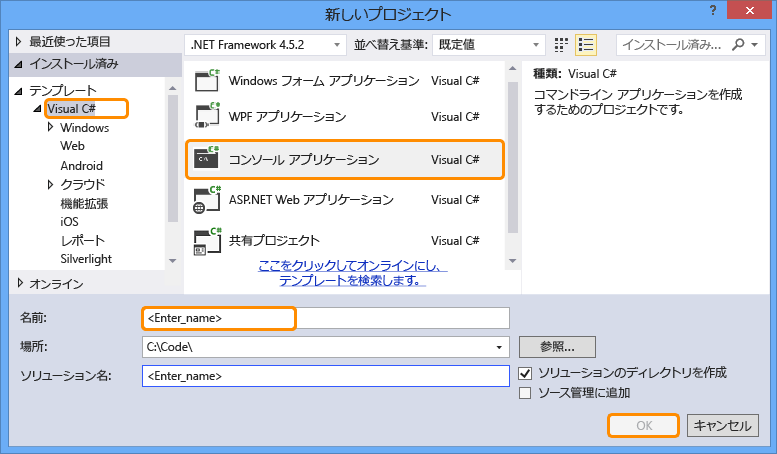 新しいプロジェクト
? ×
最近使った項目
インストール済み
テンプレート
Visual C#
Windows
Web
Android
クラウド
機能拡張
iOS
レポート
Silverlight
オンライン
.NET Framework 4.5.2 並べ替え基準: 既定値
インストール済み...
Windows フォーム アプリケーション Visual C#
WPF アプリケーション Visual C#
コンソール アプリケーション Visual C#
ASP.NET Web アプリケーション Visual C#
共有プロジェクト Visual C#
ここをクリックしてオンラインにし、
テンプレートを検索します。
種類: Visual C#
コマンドライン アプリケーションを作成
するためのプロジェクトです。
名前: <Enter_name>
場所: C:\Code\ 参照...
ソリューション名: <Enter_name>
ソリューションのディレクトリを作成
ソース管理に追加
OK キャンセル